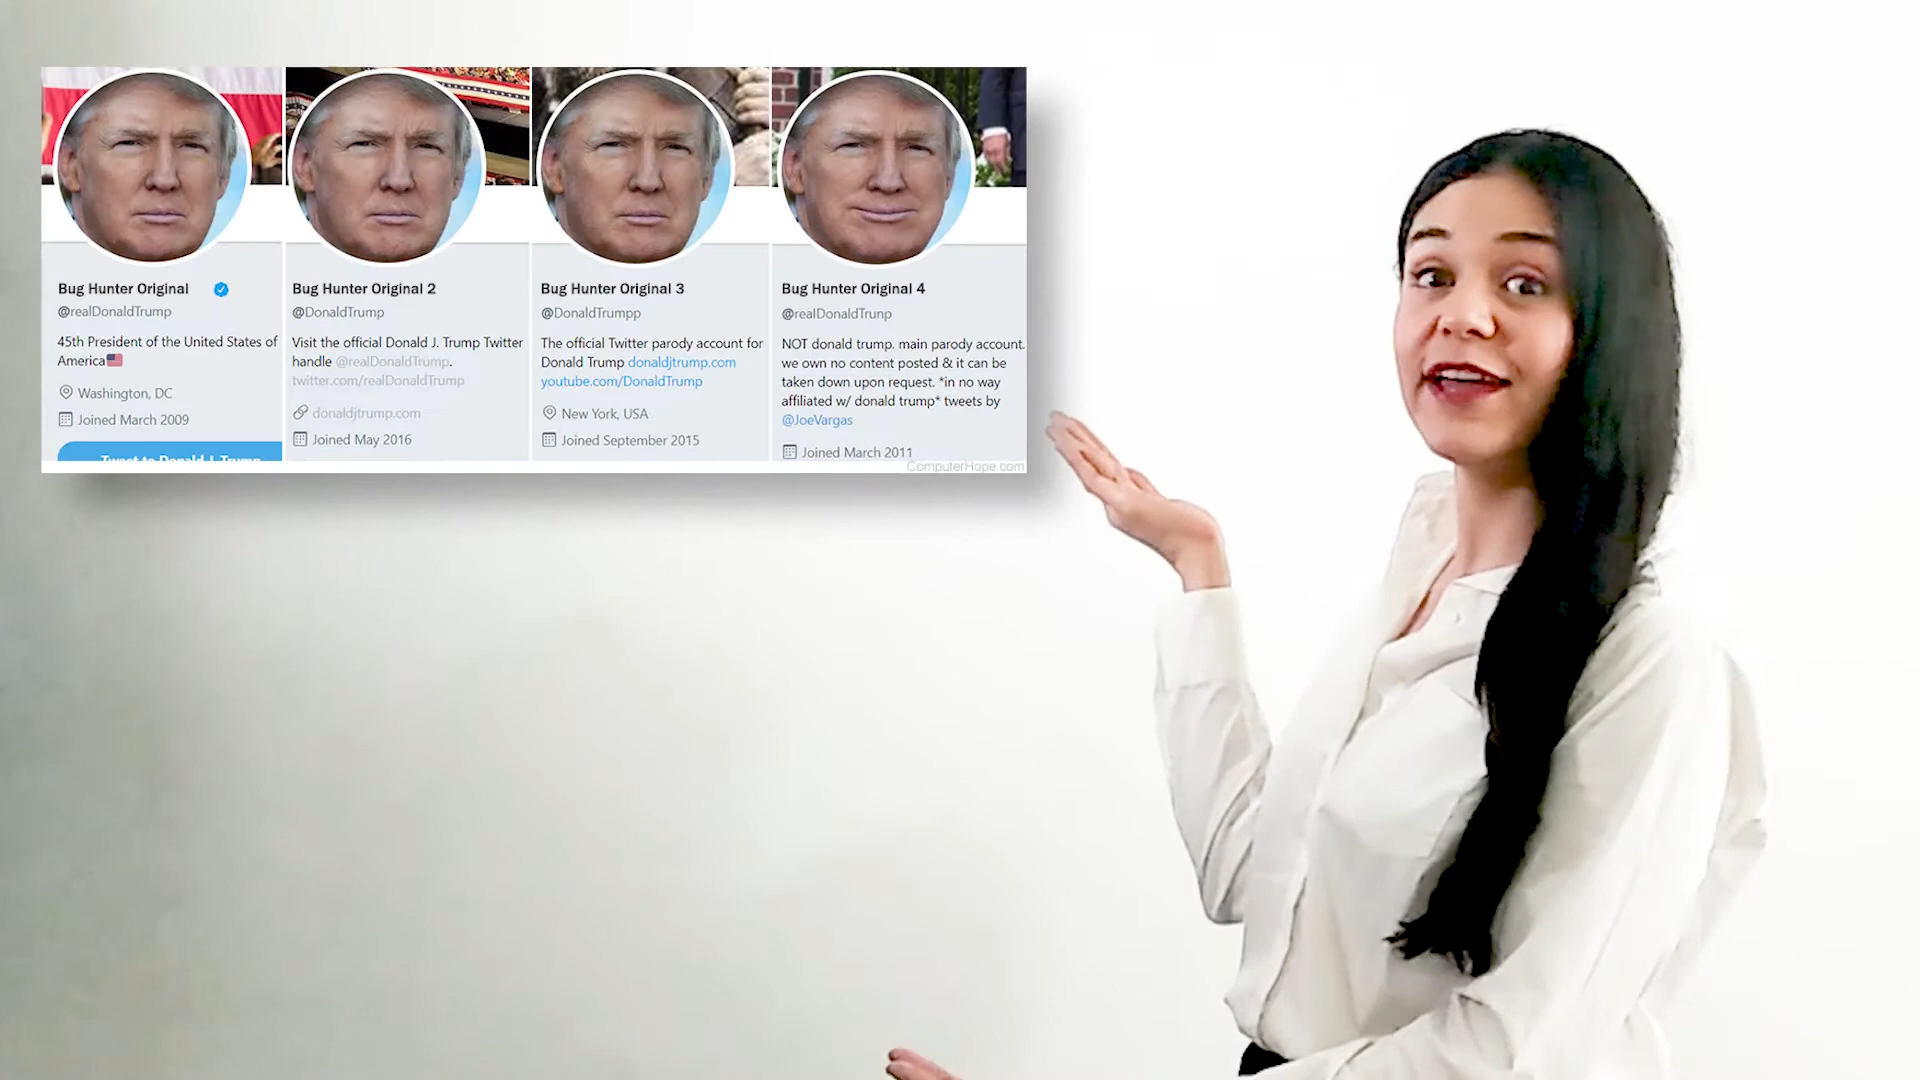 Bug Hunter Original
@realDonaldTrump
45th President of the United States of
America
Washington, DC
Joined March 2009
Tweet to Donald J. Trump
Bug Hunter Original 2
@DonaldTrump
Visit the official Donald J. Trump Twitter
handle @realDonaldTrump.
twitter.com/realDonaldTrump
donaldjtrump.com
Joined May 2016
Bug Hunter Original 3
@DonaldTrumpp
The official Twitter parody account for
Donald Trump donaldjtrump.com
youtube.com/DonaldTrump
New York, USA
Joined September 2015
Bug Hunter Original 4
@realDonaldTrunp
NOT donald trump. main parody account.
we own no content posted & it can be
taken down upon request. *in no way
affiliated w/ donald trump* tweets by
@JoeVargas
Joined March 2011
ComputerHope.com